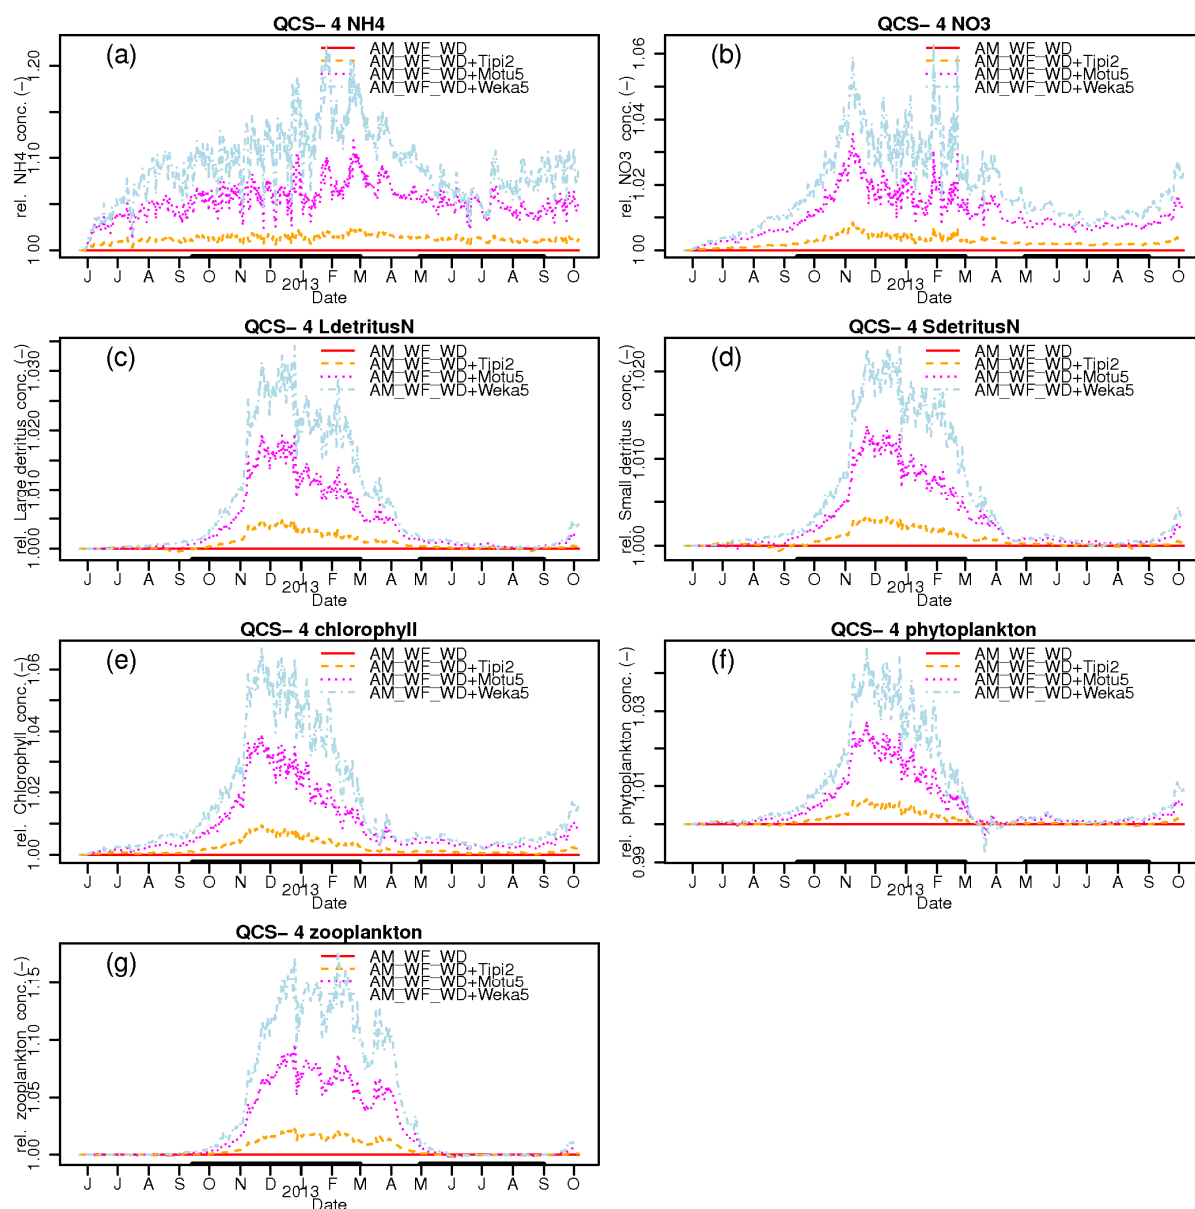 QCS- 4 NH4
(a)
AM_WF_WD
AM_WF_WD+Tipi2
AM_WF_WD+Motu5
AM_WF_WD+Weka5
rel. NH4 conc. (-)
1.00 1.10 1.20
J J A S O N D J F M A M J J A S O
2013
Date
QCS- 4 NO3
(b)
AM_WF_WD
AM_WF_WD+Tipi2
AM_WF_WD+Motu5
AM_WF_WD+Weka5
rel. NO3 conc. (-)
1.00 1.02 1.04 1.06
J J A S O N D J F M A M J J A S O
2013
Date
QCS- 4 LdetritusN
(c)
AM_WF_WD
AM_WF_WD+Tipi2
AM_WF_WD+Motu5
AM_WF_WD+Weka5
rel. Large detritus conc. (-)
1.000 1.010 1.020 1.030
J J A S O N D J F M A M J J A S O
2013
Date
QCS- 4 SdetritusN
(d)
AM_WF_WD
AM_WF_WD+Tipi2
AM_WF_WD+Motu5
AM_WF_WD+Weka5
rel. Small detritus conc. (-)
1.000 1.010 1.020
J J A S O N D J F M A M J J A S O
2013
Date
QCS- 4 chlorophyll
(e)
AM_WF_WD
AM_WF_WD+Tipi2
AM_WF_WD+Motu5
AM_WF_WD+Weka5
rel. Chlorophyll conc. (-)
1.00 1.02 1.04 1.06
J J A S O N D J F M A M J J A S O
2013
Date
QCS- 4 phytoplankton
(f)
AM_WF_WD
AM_WF_WD+Tipi2
AM_WF_WD+Motu5
AM_WF_WD+Weka5
rel. phytoplankton conc. (-)
0.99 1.01 1.03
J J A S O N D J F M A M J J A S O
2013
Date
QCS- 4 zooplankton
(g)
AM_WF_WD
AM_WF_WD+Tipi2
AM_WF_WD+Motu5
AM_WF_WD+Weka5
rel. zooplankton conc. (-)
1.00 1.05 1.10 1.15
J J A S O N D J F M A M J J A S O
2013
Date